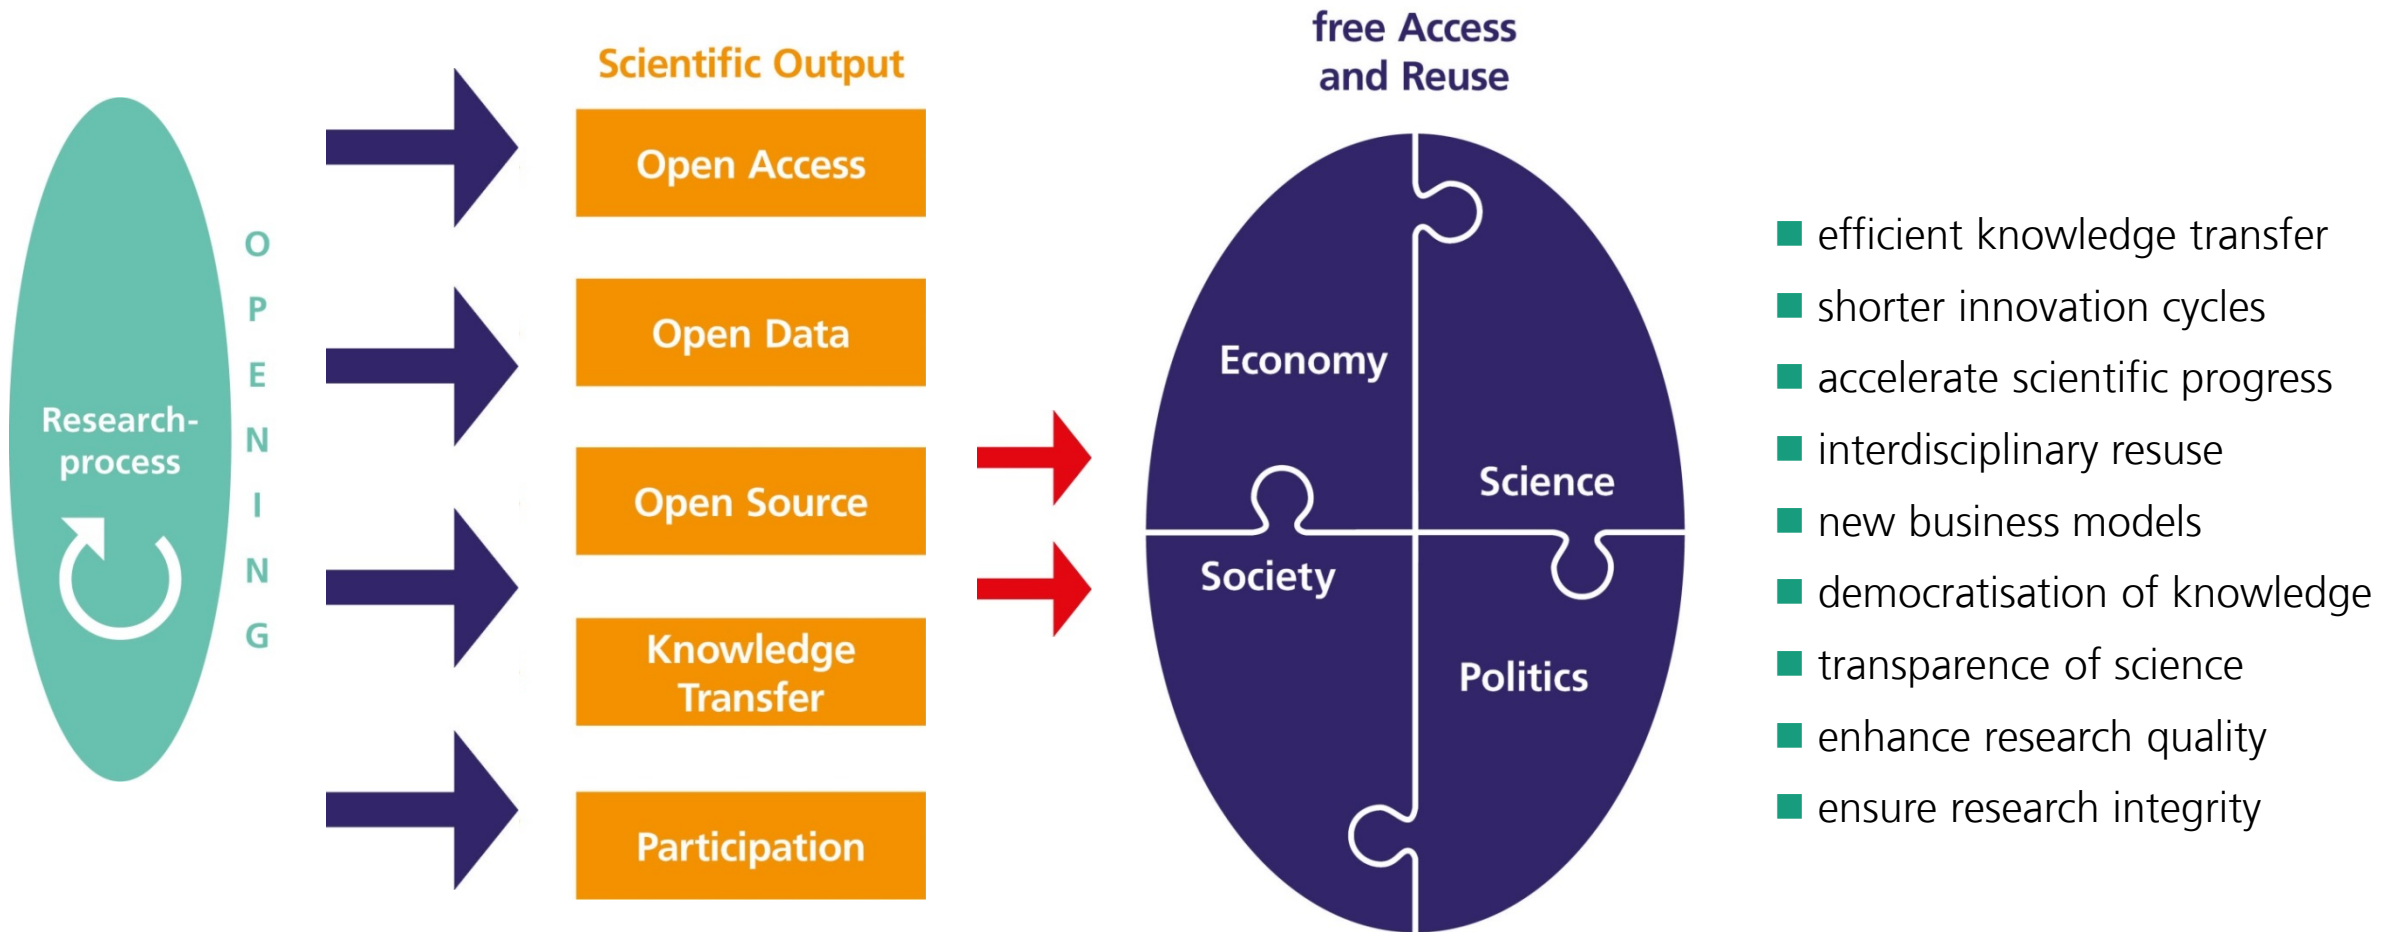 Research-
process
OPENING
Scientific Output
Open Access
Open Data
Open Source
Knowledge
Transfer
Participation
free Access
and Reuse
Economy
Science
Society
Politics
efficient knowledge transfer
shorter innovation cycles
accelerate scientific progress
interdisciplinary resuse
new business models
democratisation of knowledge
transparence of science
enhance research quality
ensure research integrity